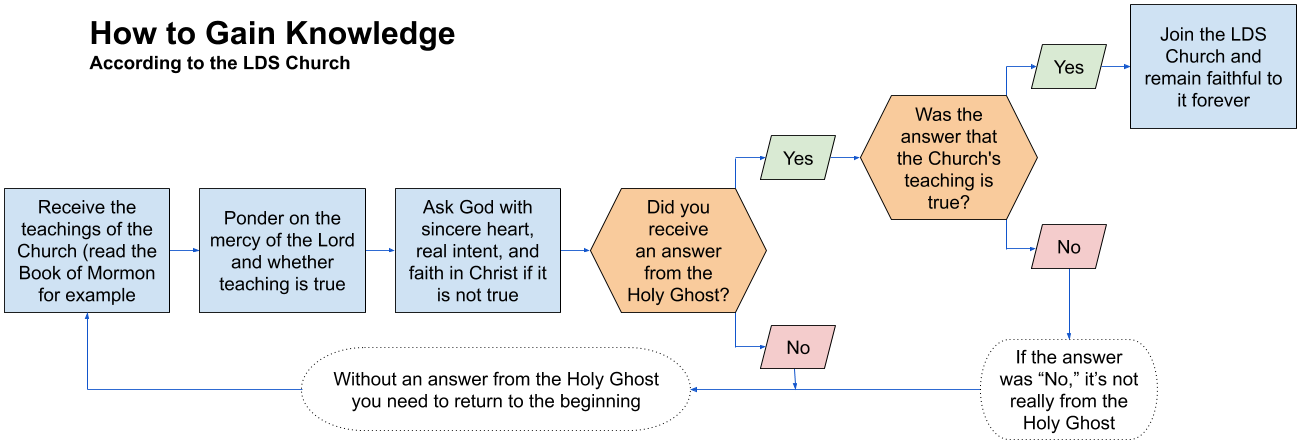 How to Gain Knowledge
According to the LDS Church
Receive the
teachings of the
Church (read the
Book of Mormon
for example
Ponder on the
mercy of the Lord
and whether
teaching is true
Ask God with
sincere heart,
real intent, and
faith in Christ if it
is not true
Did you
receive
an answer
from the
Holy Ghost?
Yes
No
Was the
answer that
the Church's
teaching is
true?
Yes
No
Join the LDS
Church and
remain faithful to
it forever
If the answer
was “No,” it’s not
really from the
Holy Ghost
Without an answer from the Holy Ghost
you need to return to the beginning